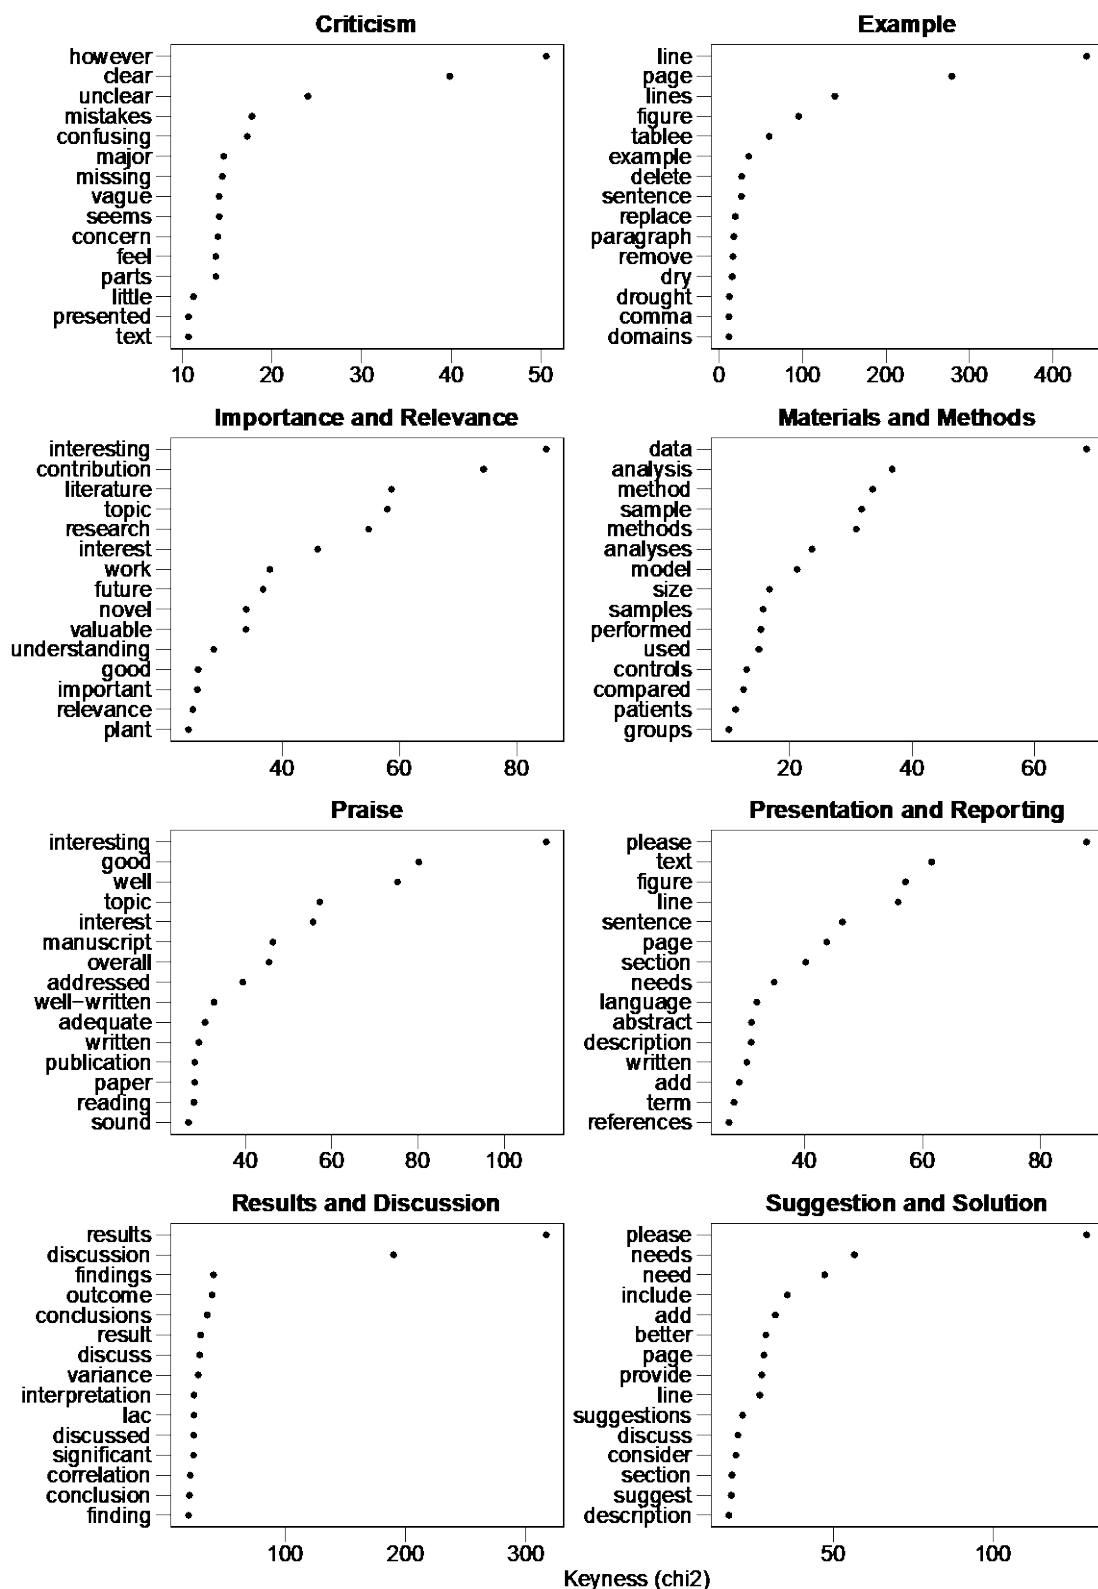 Criticism
however
clear
unclear
mistakes
confusing
major
missing
vague
seems
concern
feel
parts
little
presented
text
10 20 30 40 50
Example
line
page
lines
figure
tablee
example
delete
sentence
replace
paragraph
remove
dry
drought
comma
domains
0 100 200 300 400
Importance and Relevance
interesting
contribution
literature
topic
research
interest
work
future
novel
valuable
understanding
good
important
relevance
plant
40 60 80
Materials and Methods
data
analysis
method
sample
methods
analyses
model
size
samples
performed
used
controls
compared
patients
groups
20 40 60
Praise
interesting
good
well
topic
interest
manuscript
overall
addressed
well-written
adequate
written
publication
paper
reading
sound
40 60 80 100
Presentation and Reporting
please
text
figure
line
sentence
page
section
needs
language
abstract
description
written
add
term
references
40 60 80
Results and Discussion
results
discussion
findings
outcome
conclusions
result
discuss
variance
interpretation
lac
discussed
significant
correlation
conclusion
finding
100 200 300
Suggestion and Solution
please
needs
need
include
add
better
page
provide
line
suggestions
discuss
consider
section
suggest
description
50 100
Keyness (chi2)